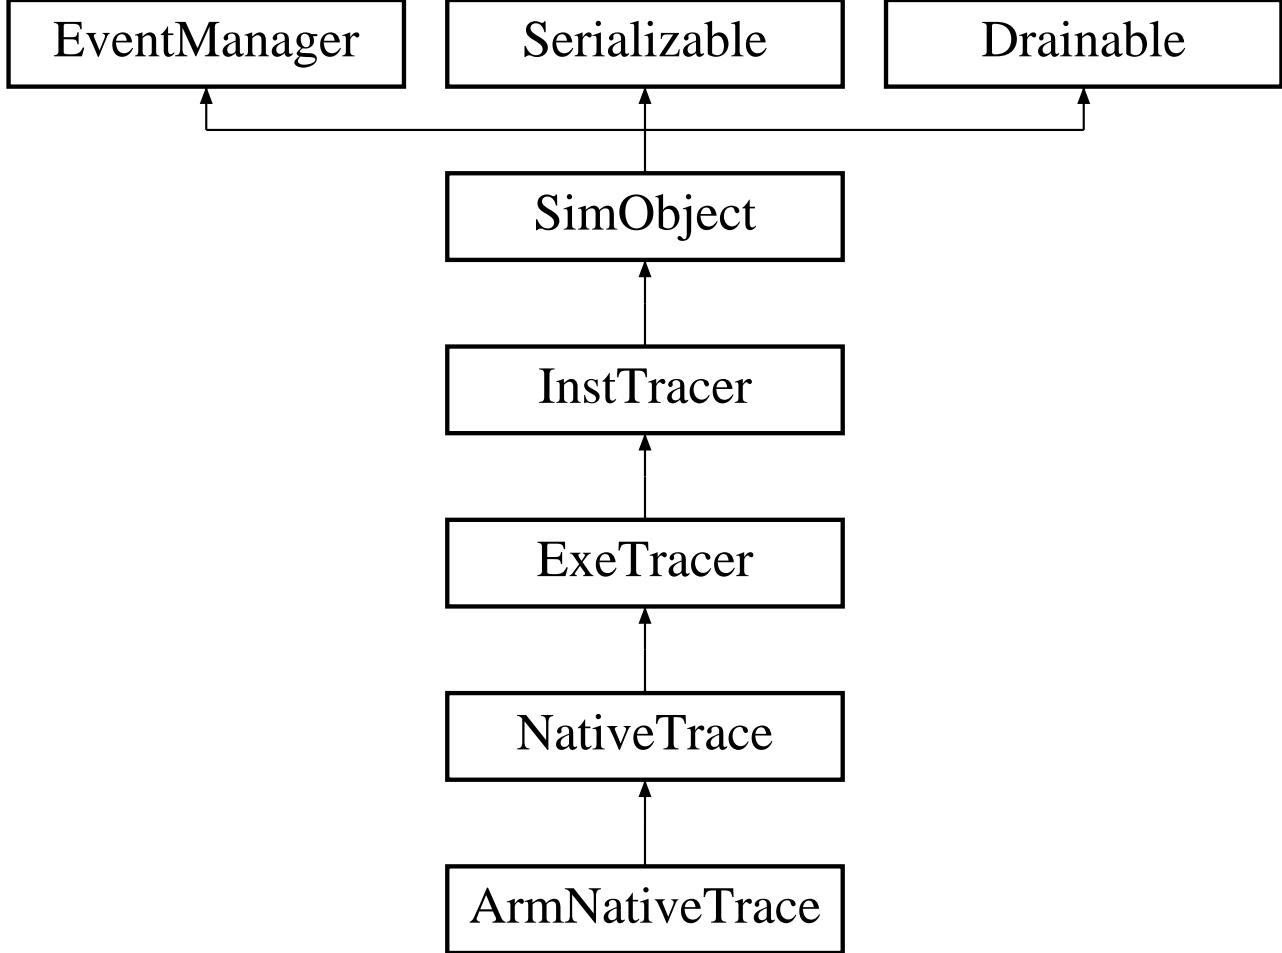 EventManager Serializable Drainable
SimObject
InstTracer
ExeTracer
NativeTrace
ArmNativeTrace